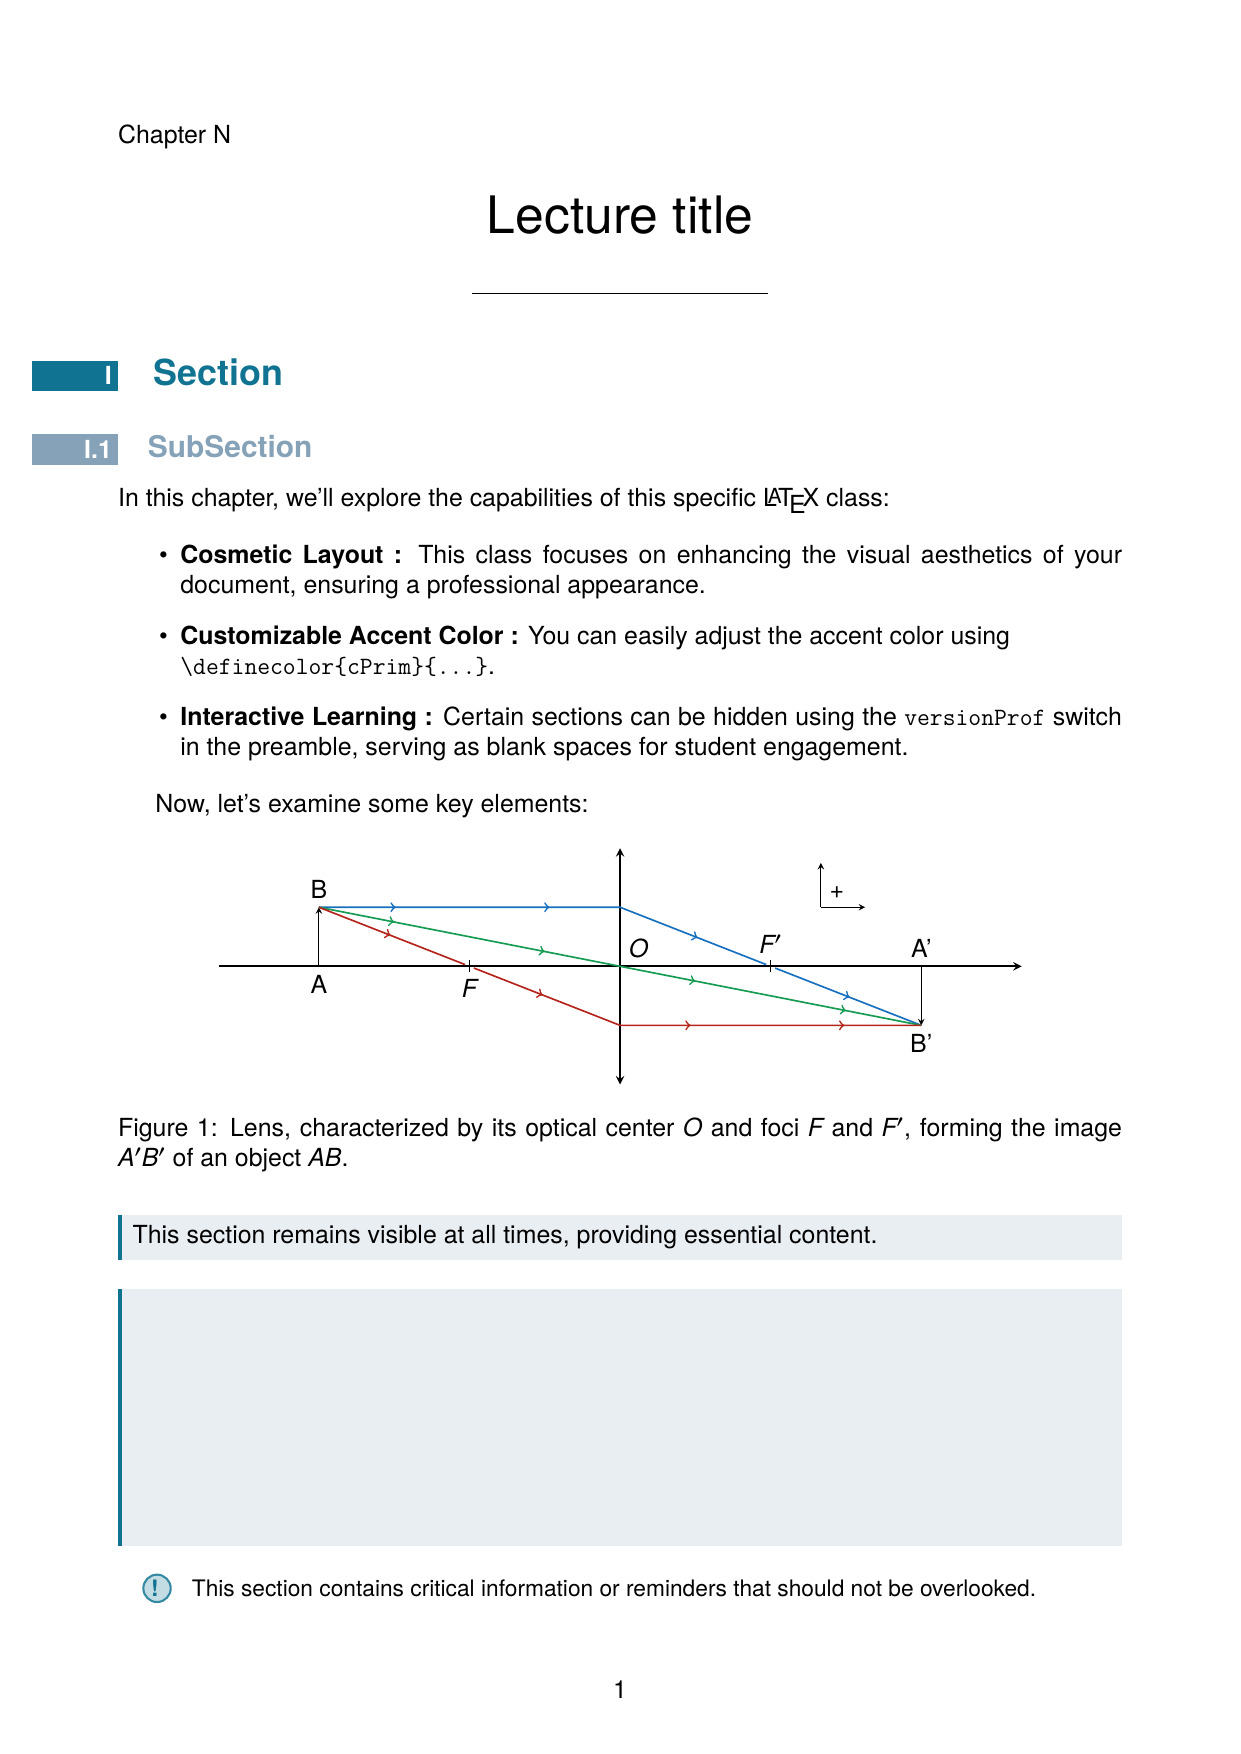 Chapter N
Lecture title
I Section
I.1 SubSection
In this chapter, we'll explore the capabilities of this specific LATEX class:
• Cosmetic Layout : This class focuses on enhancing the visual aesthetics of your
document, ensuring a professional appearance.
• Customizable Accent Color : You can easily adjust the accent color using
\definecolor{cPrim}{...}.
• Interactive Learning : Certain sections can be hidden using the versionProf switch
in the preamble, serving as blank spaces for student engagement.
Now, let's examine some key elements:
B
+
O
F′
A'
A
F
B'
Figure 1: Lens, characterized by its optical center O and foci F and F′, forming the image
A′B′ of an object AB.
This section remains visible at all times, providing essential content.
! This section contains critical information or reminders that should not be overlooked.
1